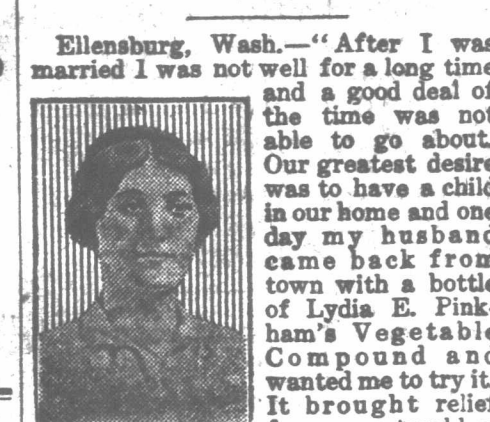 Ellensburg, Wash.—“After I was
married I was not well for a long time
and a good deal of
the time was not
able to go about.
Our greatest desire
was to have a child
in our home and one
day my husband
came back from
town with a bottle
of Lydia E. Pink-
ham's Vegetable
Compound and
wanted me to try it.
It brought relief